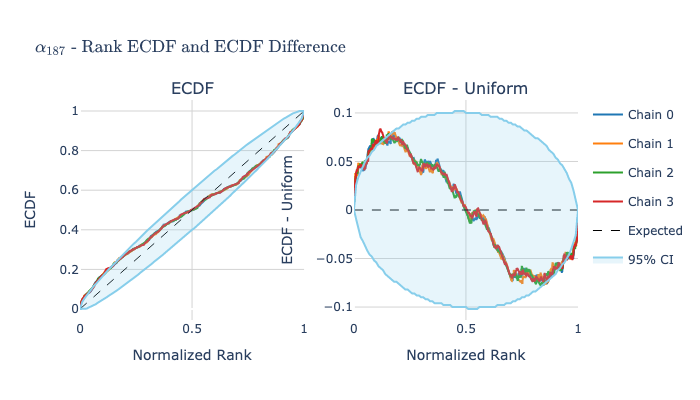 α₁₈₇ - Rank ECDF and ECDF Difference
ECDF
ECDF - Uniform
1
0.8
0.6
0.4
0.2
0
ECDF
0
0.5
1
Normalized Rank
0.1
0.05
0
−0.05
−0.1
ECDF - Uniform
0
0.5
1
Normalized Rank
Chain 0
Chain 1
Chain 2
Chain 3
Expected
95% CI